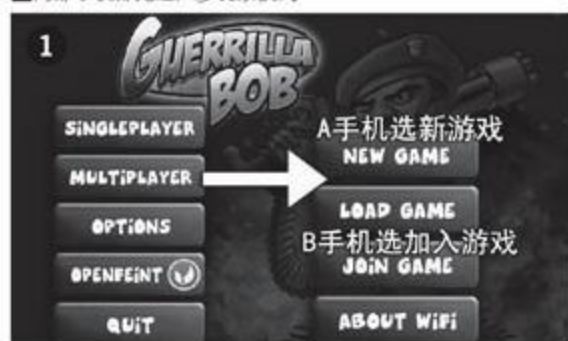 1
GUERRILLA
BOB
SINGLEPLAYER
MULTIPLAYER
OPTIONS
OPENFEINT
QUIT
A手机选新游戏
NEW GAME
LOAD GAME
B手机选加入游戏
JOIN GAME
ABOUT WIFI